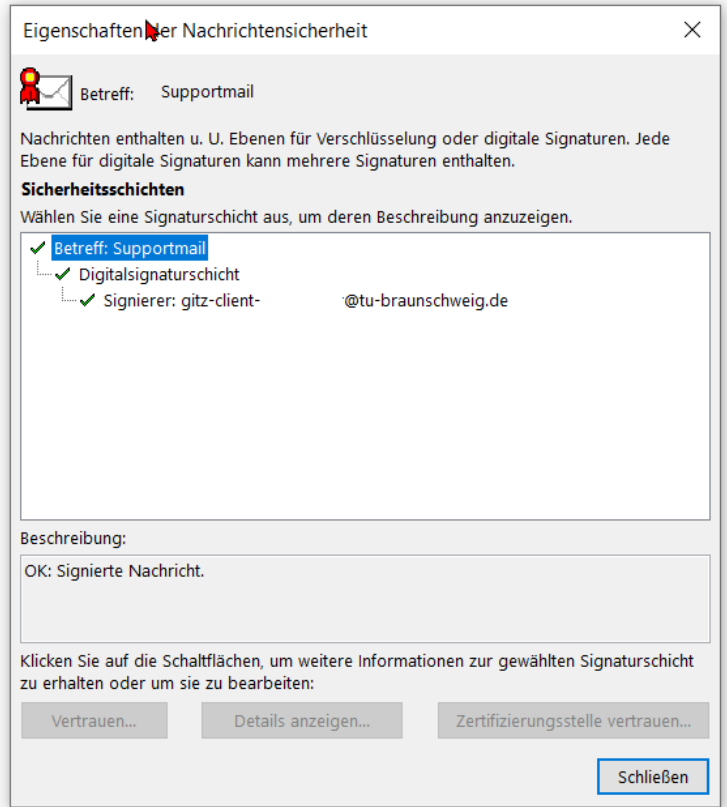 Eigenschaften der Nachrichtensicherheit
Betreff: Supportmail
Nachrichten enthalten u. U. Ebenen für Verschlüsselung oder digitale Signaturen. Jede
Ebene für digitale Signaturen kann mehrere Signaturen enthalten.
Sicherheitsschichten
Wählen Sie eine Signaturschicht aus, um deren Beschreibung anzuzeigen.
Betreff: Supportmail
Digitalsignaturschicht
Signierer: gitz-client- @tu-braunschweig.de
Beschreibung:
OK: Signierte Nachricht.
Klicken Sie auf die Schaltflächen, um weitere Informationen zur gewählten Signaturschicht
zu erhalten oder um sie zu bearbeiten:
Vertrauen... Details anzeigen... Zertifizierungsstelle vertrauen...
Schließen